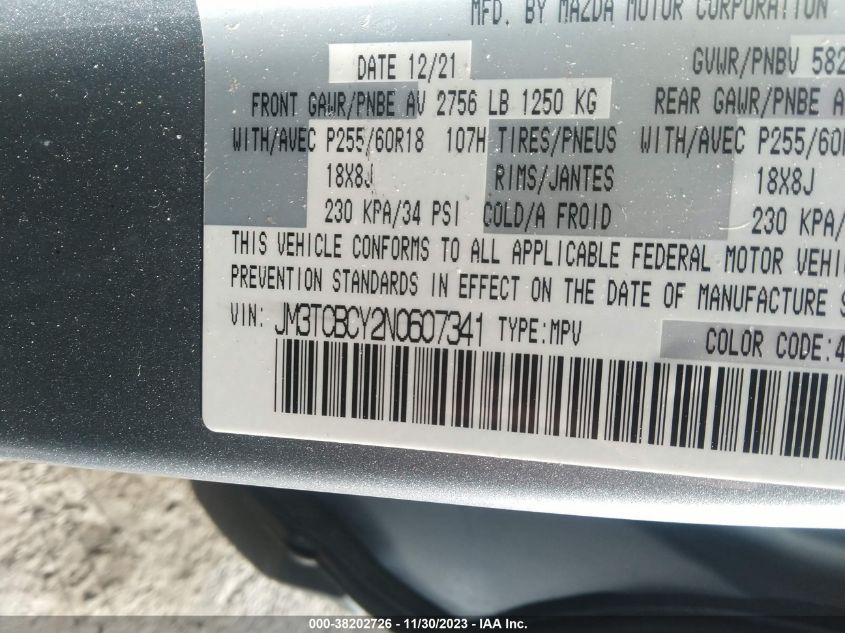 MFD. BY MAZDA MOTOR CORPORATION
DATE 12/21 GVWR/PNBV 582
FRONT GAWR/PNBE AV 2756 LB 1250 KG REAR GAWR/PNBE A
WITH/AVEC P255/60R18 107H TIRES/PNEUS WITH/AVEC P255/60R
18X8J RIMS/JANTES 18X8J
230 KPA/34 PSI COLD/A FROID 230 KPA/
THIS VEHICLE CONFORMS TO ALL APPLICABLE FEDERAL MOTOR VEHI
PREVENTION STANDARDS IN EFFECT ON THE DATE OF MANUFACTURE S
VIN: JM3TCBCY2N0607341 TYPE:MPV COLOR CODE:4
000-38202726 - 11/30/2023 - IAA Inc.